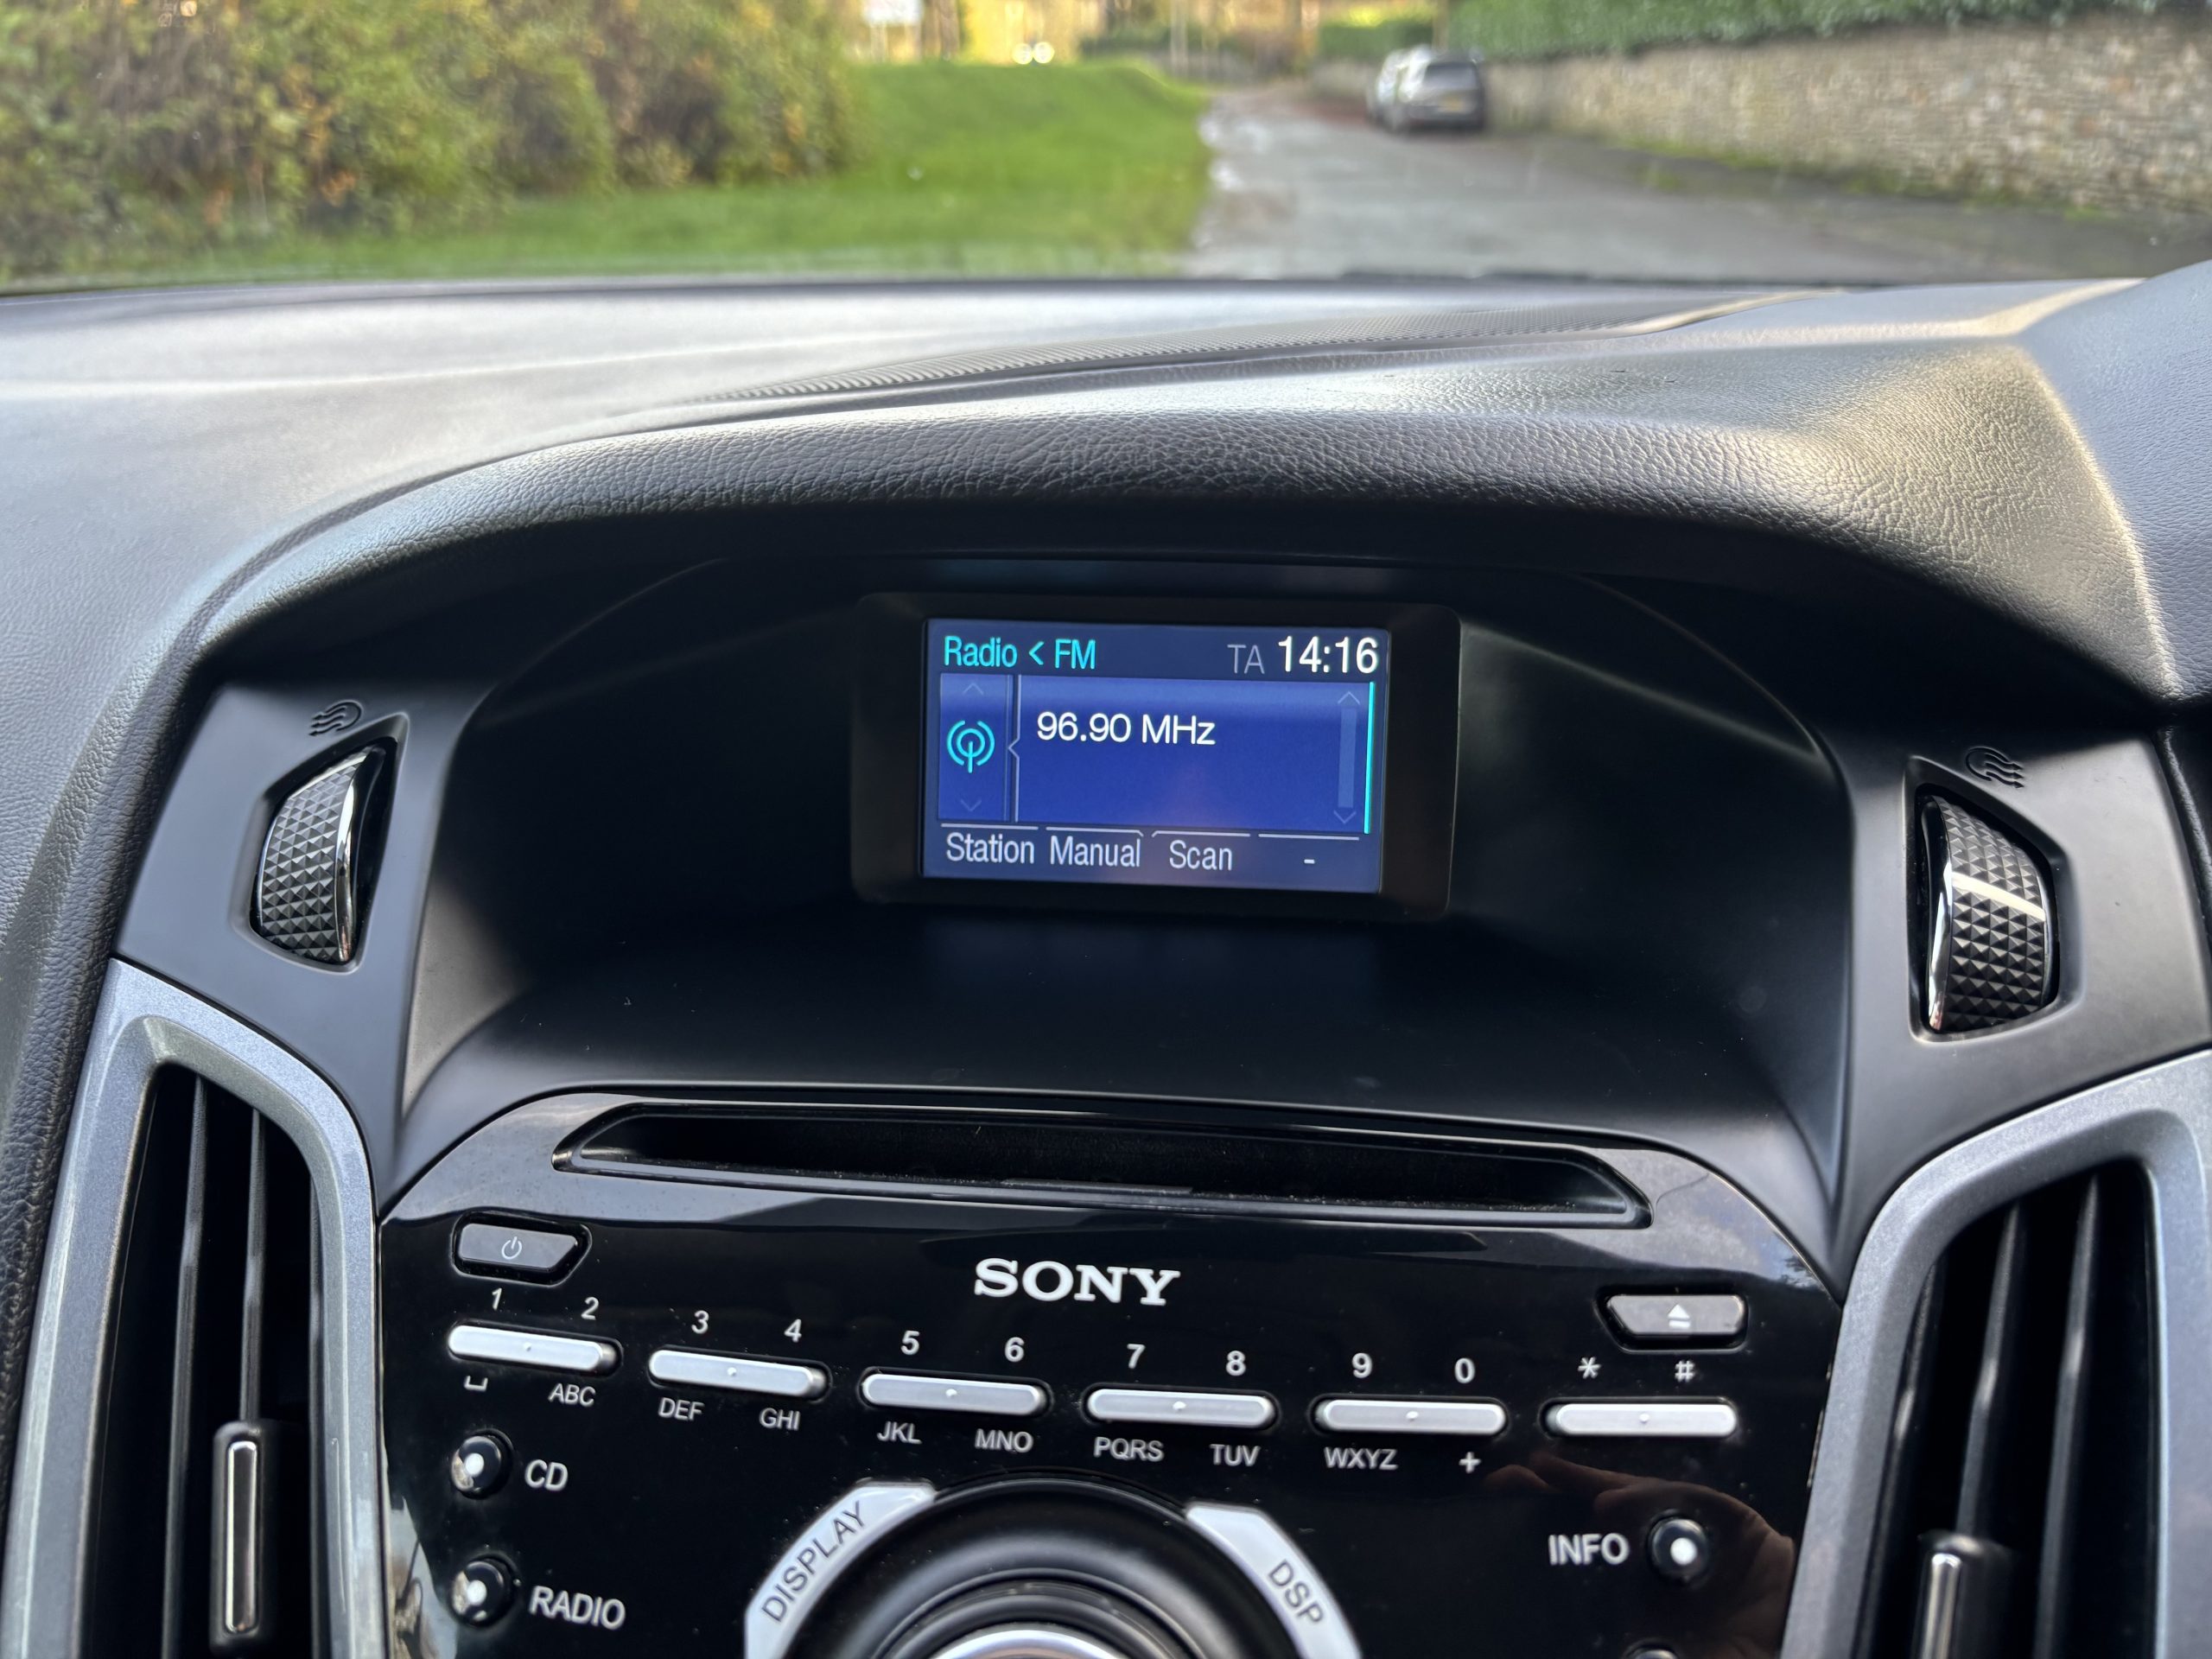 Radio < FM TA 14:16
96.90 MHz
Station Manual Scan -
SONY
1 2 3 4 5 6 7 8 9 0 * #
␣ ABC DEF GHI JKL MNO PQRS TUV WXYZ +
CD
DISPLAY
DSP
INFO
RADIO